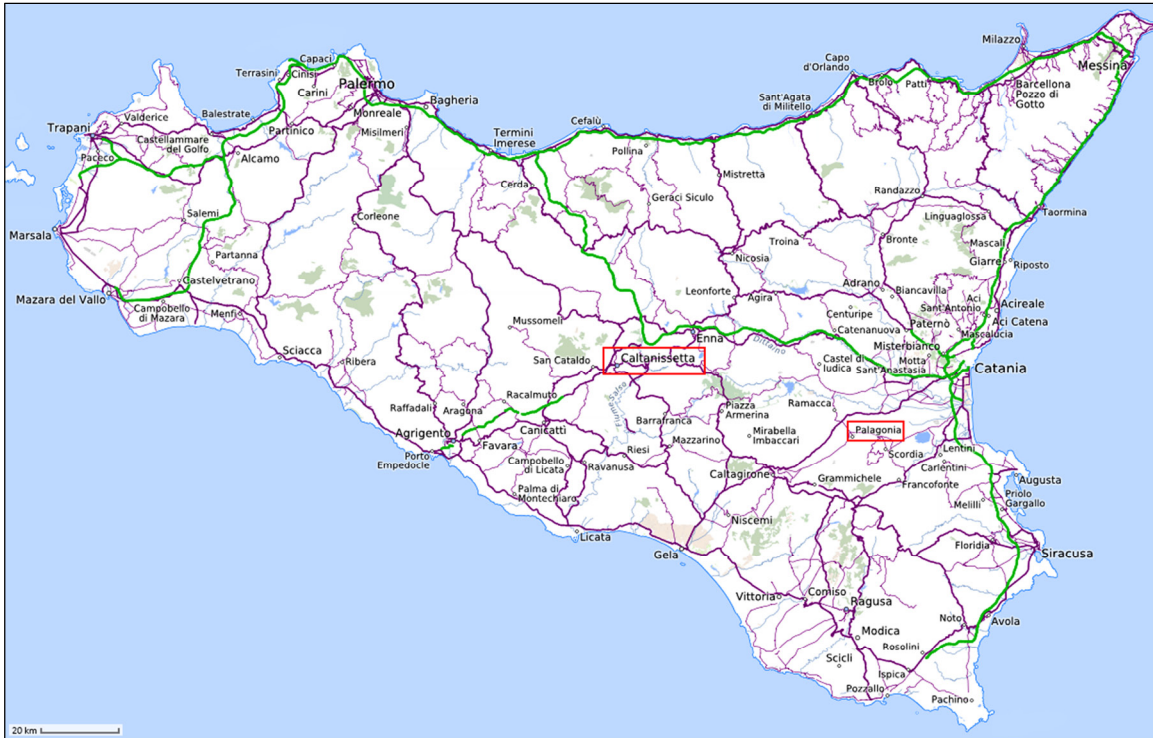 Milazzo
Messina
Capaci
Terrasini
Cinisi
Carini
Palermo
Capo
d'Orlando
Brolo
Patti
Barcellona
Pozzo di
Gotto
Bagheria
Monreale
Misilmeri
Balestrate
Partinico
Valderice
Trapani
Castellammare
del Golfo
Paceco
Alcamo
Sant'Agata
di Militello
Cefalù
Termini
Imerese
Pollina
Mistretta
Cerda
Geraci Siculo
Randazzo
Taormina
Linguaglossa
Corleone
Salemi
Marsala
Partanna
Troina
Bronte
Mascali
Giarre
Riposto
Nicosia
Castelvetrano
Mazara del Vallo
Campobello
di Mazara
Menfi
Leonforte
Agira
Adrano
Biancavilla
Aci
Sant'Antonio
Acireale
Aci Catena
Centuripe
Catenanuova
Paternò
Mascalucia
Misterbianco
Motta
Sant'Anastasia
Catania
Mussomeli
Enna
Dittaino
Sciacca
Ribera
San Cataldo
Caltanissetta
Castel di
Iudica
Salso
Raffadali
Aragona
Racalmuto
Barrafranca
Piazza
Armerina
Ramacca
Agrigento
Favara
Canicattì
Mirabella
Imbaccari
Palagonia
Porto
Empedocle
Riesi
Mazzarino
Scordia
Lentini
Carlentini
Campobello
di Licata
Ravanusa
Caltagirone
Grammichele
Francofonte
Augusta
Palma di
Montechiaro
Priolo
Gargallo
Melilli
Niscemi
Licata
Gela
Floridia
Siracusa
Vittoria
Comiso
Ragusa
Modica
Noto
Avola
Rosolini
Scicli
Ispica
Pozzallo
Pachino
20 km